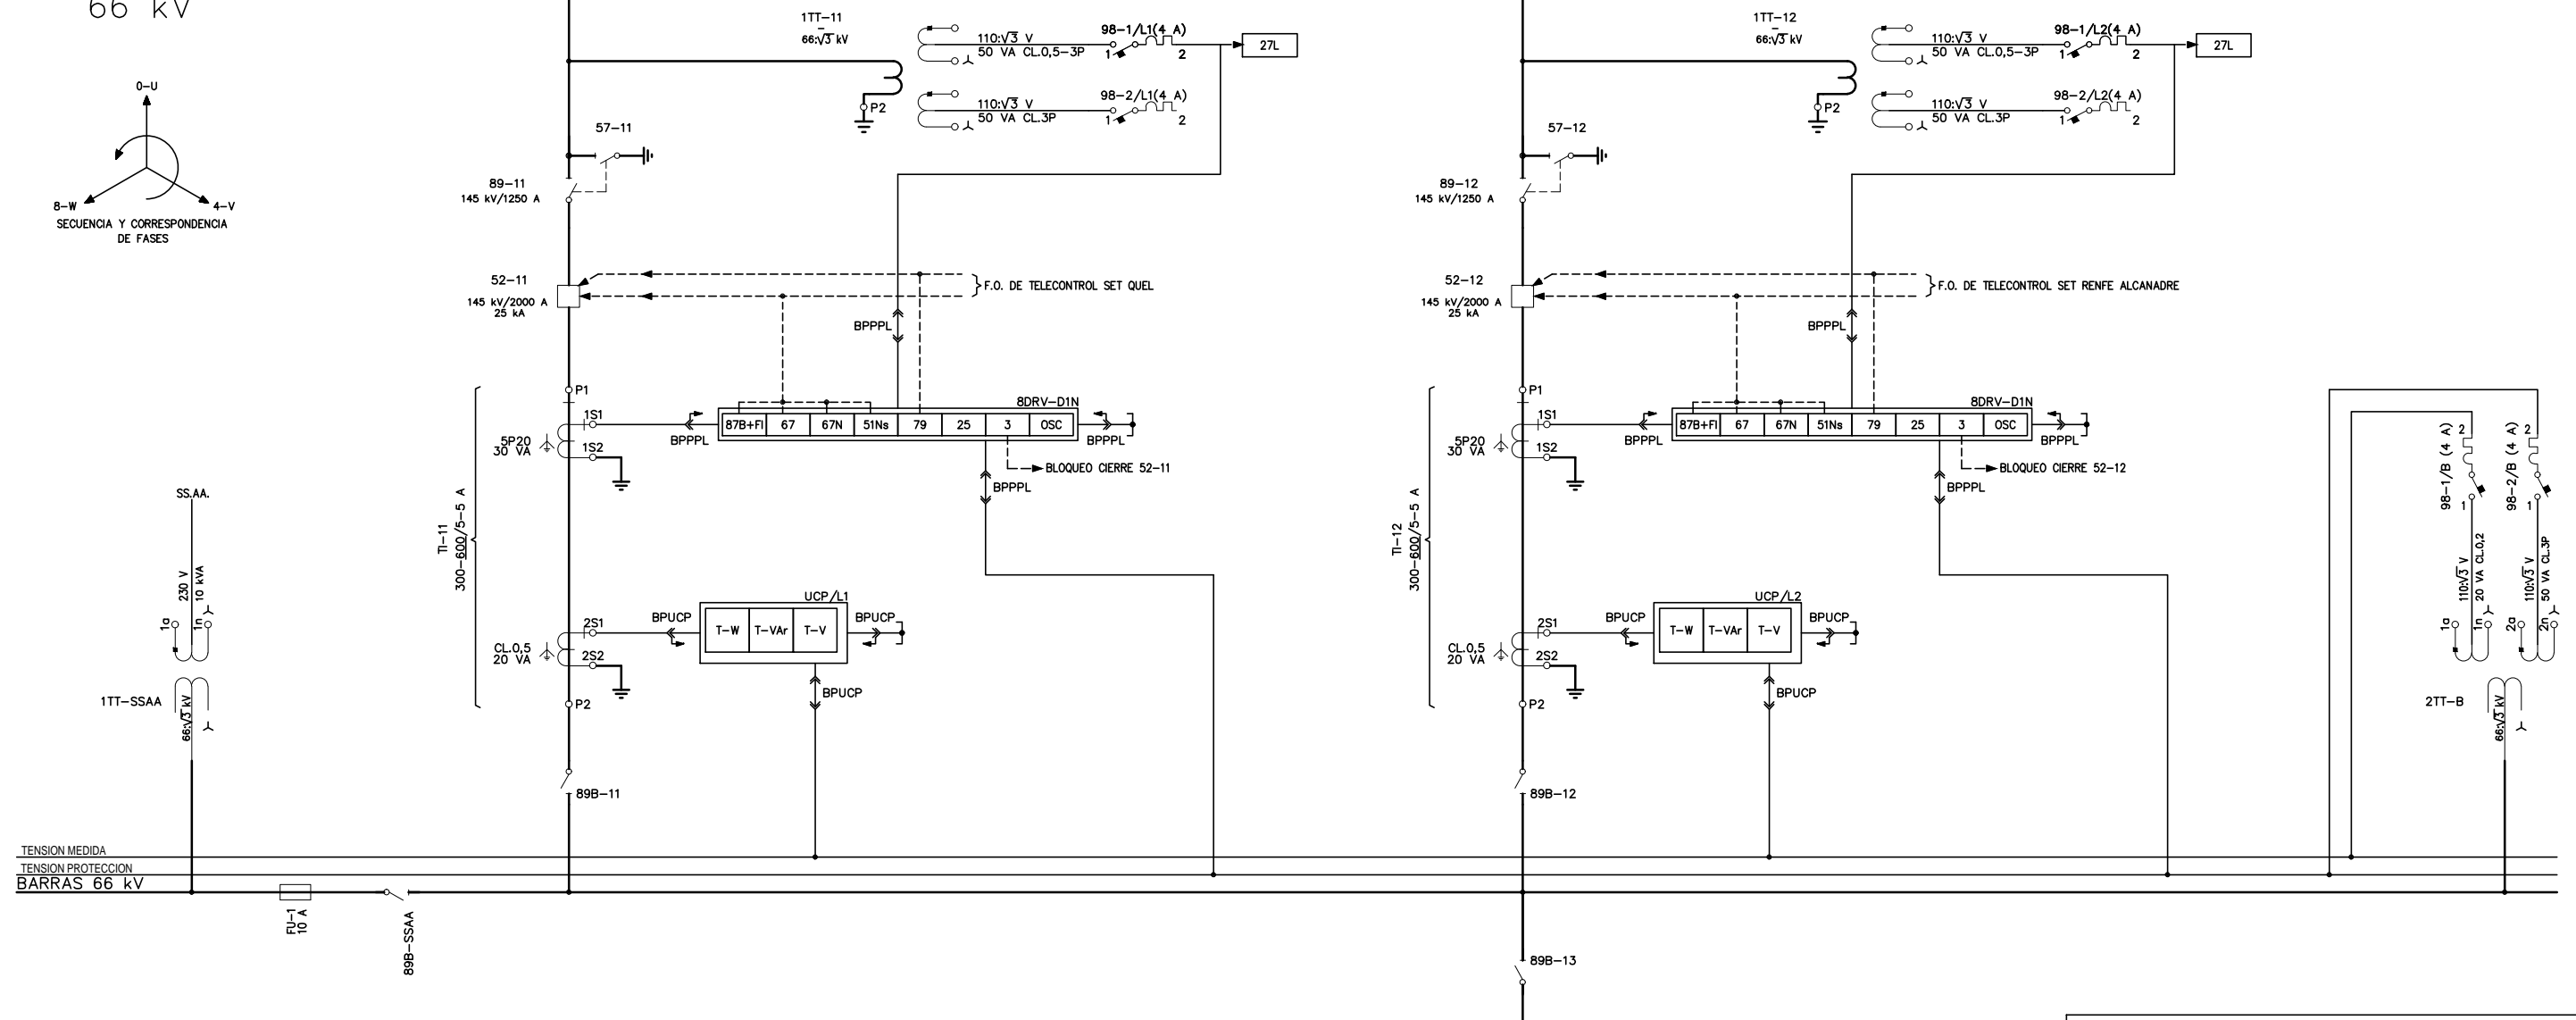 66 kV
0-U
8-W
4-V
SECUENCIA Y CORRESPONDENCIA
DE FASES
1TT-11
66:√3 kV
110:√3 V
50 VA CL.0,5-3P
98-1/L1(4 A)
1
2
27L
P2
110:√3 V
50 VA CL.3P
98-2/L1(4 A)
1
2
57-11
89-11
145 kV/1250 A
52-11
145 kV/2000 A
25 kA
F.O. DE TELECONTROL SET QUEL
BPPPL
P1
8DRV-D1N
1S1
BPPPL
87B+FI
67
67N
51Ns
79
25
3
OSC
BPPPL
5P20
30 VA
1S2
BLOQUEO CIERRE 52-11
BPPPL
TI-11
300-600/5-5 A
UCP/L1
2S1
BPUCP
T-W
T-VAr
T-V
BPUCP
CL.0,5
20 VA
2S2
BPUCP
P2
89B-11
SS.AA.
230 V
10 kVA
1a
1n
1TT-SSAA
66:√3 kV
1TT-12
66:√3 kV
110:√3 V
50 VA CL.0,5-3P
98-1/L2(4 A)
1
2
27L
P2
110:√3 V
50 VA CL.3P
98-2/L2(4 A)
1
2
57-12
89-12
145 kV/1250 A
52-12
145 kV/2000 A
25 kA
F.O. DE TELECONTROL SET RENFE ALCANADRE
BPPPL
P1
8DRV-D1N
1S1
BPPPL
87B+FI
67
67N
51Ns
79
25
3
OSC
BPPPL
5P20
30 VA
1S2
BLOQUEO CIERRE 52-12
BPPPL
TI-12
300-600/5-5 A
UCP/L2
2S1
BPUCP
T-W
T-VAr
T-V
BPUCP
CL.0,5
20 VA
2S2
BPUCP
P2
89B-12
98-1/B (4 A)
2
1
98-2/B (4 A)
2
1
110:√3 V
20 VA CL.0,2
110:√3 V
50 VA CL.3P
1a
1n
2a
2n
2TT-B
66:√3 kV
TENSION MEDIDA
TENSION PROTECCION
BARRAS 66 kV
FU-1
10 A
89B-SSAA
89B-13